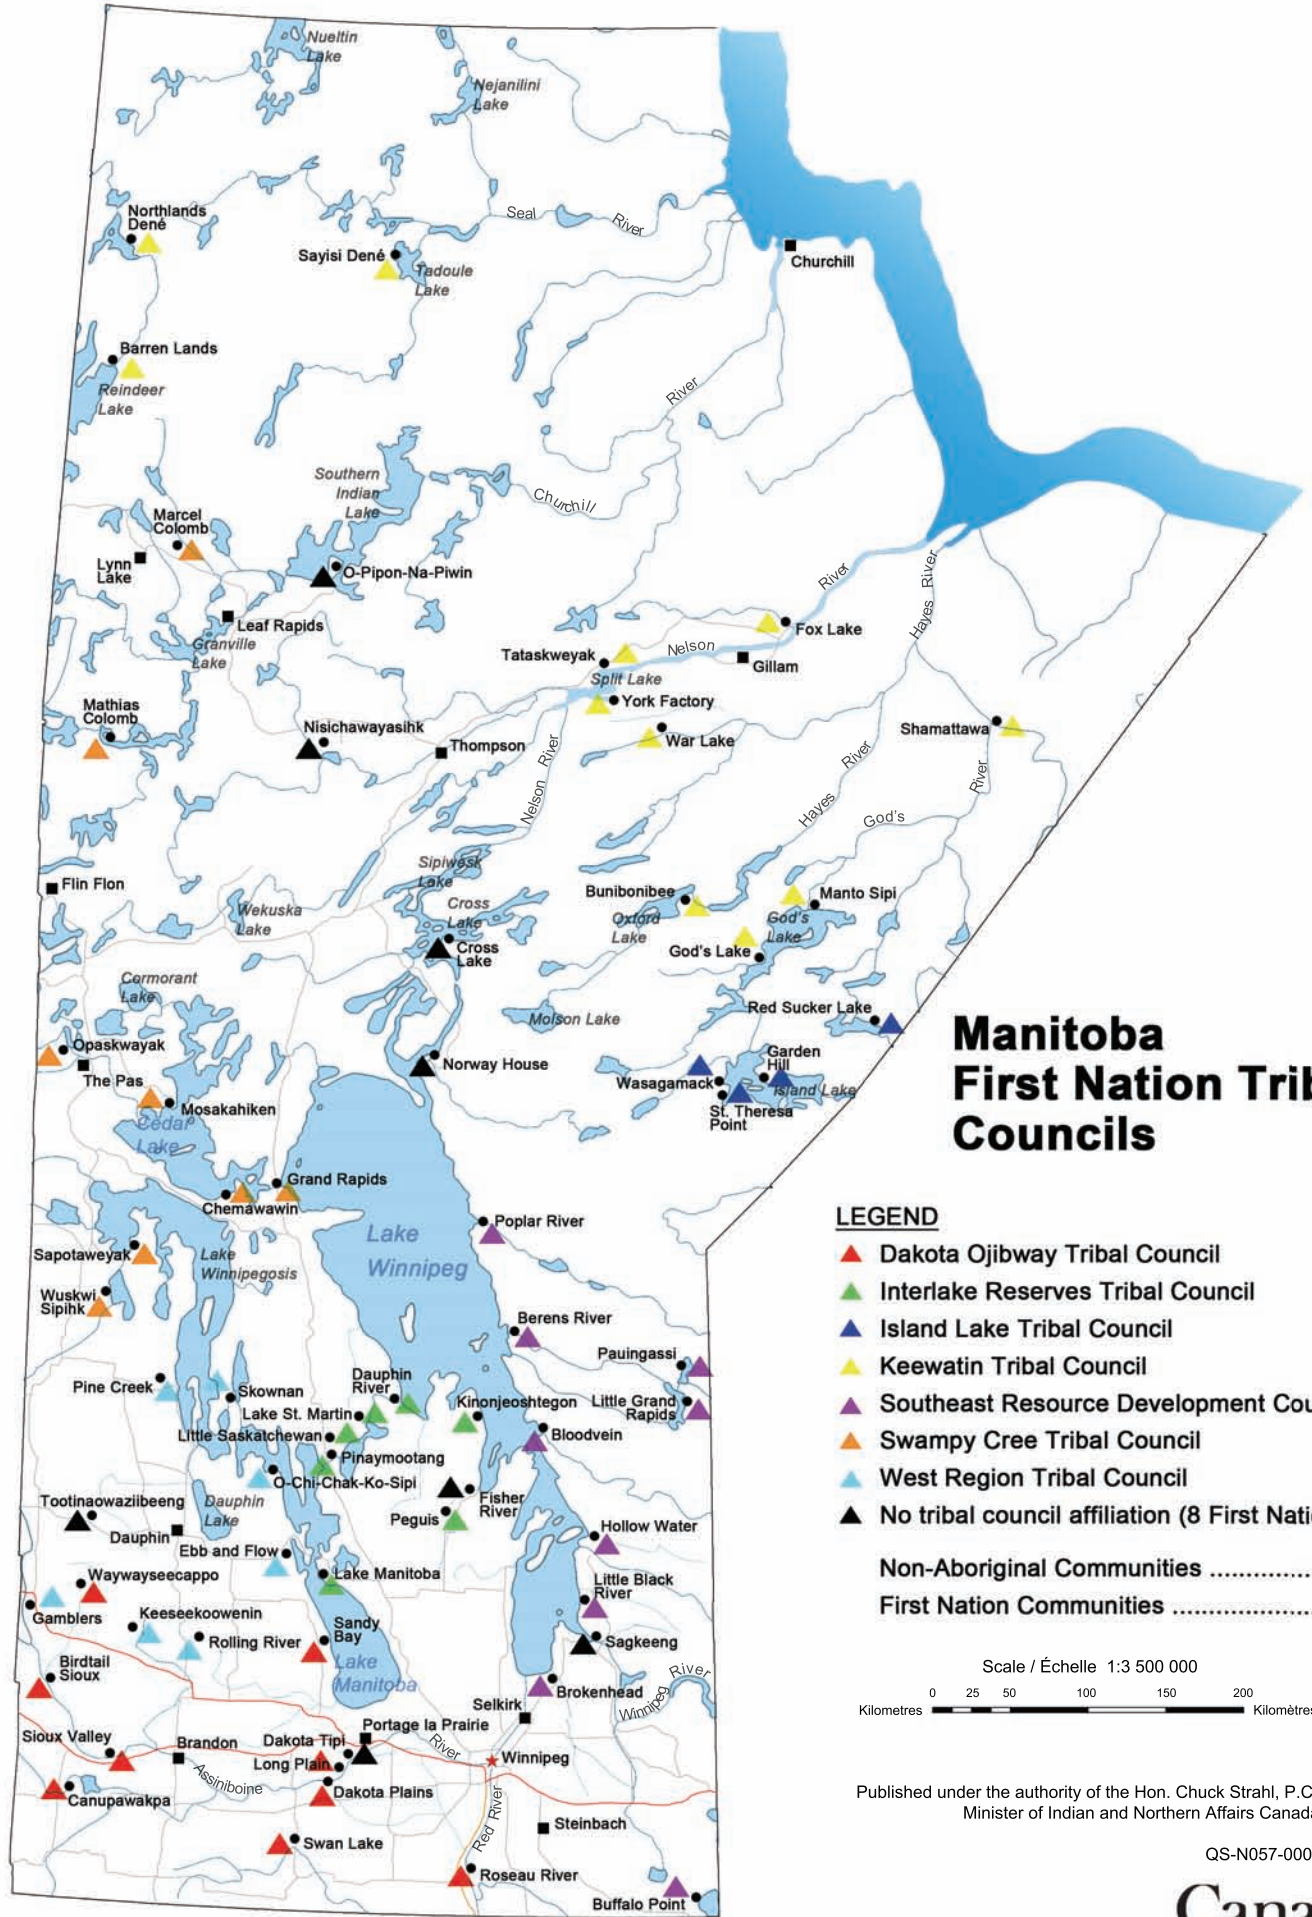 Nueltin
Lake
Nejanilini
Lake
Northlands
Dené
Seal
River
Sayisi Dené
Tadoule
Lake
Churchill
Barren Lands
Reindeer
Lake
River
Southern
Indian
Lake
Churchill
Marcel
Colomb
Lynn
Lake
O-Pipon-Na-Piwin
Leaf Rapids
Granville
Lake
River
Hayes River
Fox Lake
Tataskweyak
Nelson
Gillam
Split Lake
York Factory
Mathias
Colomb
Nisichawayasihk
Thompson
War Lake
Shamattawa
Nelson River
Hayes River
God's
River
Sipiwesk
Lake
Flin Flon
Wekuska
Lake
Cross
Lake
Cross
Lake
Bunibonibee
Manto Sipi
Oxford
Lake
God's
Lake
God's Lake
Cormorant
Lake
Molson Lake
Red Sucker Lake
Opaskwayak
The Pas
Norway House
Garden
Hill
Wasagamack
Island Lake
St. Theresa
Point
Mosakahiken
Cedar
Lake
Grand Rapids
Chemawawin
Poplar River
Lake
Winnipeg
Sapotaweyak
Lake
Winnipegosis
Wuskwi
Sipihk
Berens River
Pauingassi
Pine Creek
Skownan
Dauphin
River
Kinonjeoshtegon
Little Grand
Rapids
Lake St. Martin
Little Saskatchewan
Bloodvein
Pinaymootang
O-Chi-Chak-Ko-Sipi
Tootinaowaziibeeng
Dauphin
Lake
Fisher
River
Peguis
Dauphin
Hollow Water
Ebb and Flow
Waywayseecappo
Lake Manitoba
Little Black
River
Gamblers
Keeseekoowenin
Sandy
Bay
Rolling River
Sagkeeng
Birdtail
Sioux
Lake
Manitoba
Winnipeg River
Brokenhead
Selkirk
Sioux Valley
Brandon
Portage la Prairie
Dakota Tipi
River
Long Plain
Winnipeg
Assiniboine
Canupawakpa
Dakota Plains
Red River
Steinbach
Swan Lake
Roseau River
Buffalo Point
Manitoba
First Nation Trib
Councils
LEGEND
Dakota Ojibway Tribal Council
Interlake Reserves Tribal Council
Island Lake Tribal Council
Keewatin Tribal Council
Southeast Resource Development Cou
Swampy Cree Tribal Council
West Region Tribal Council
No tribal council affiliation (8 First Natio
Non-Aboriginal Communities ............
First Nation Communities ................
Scale / Échelle 1:3 500 000
0 25 50 100 150 200
Kilometres Kilomètres
Published under the authority of the Hon. Chuck Strahl, P.C
Minister of Indian and Northern Affairs Canada
QS-N057-000
Cana